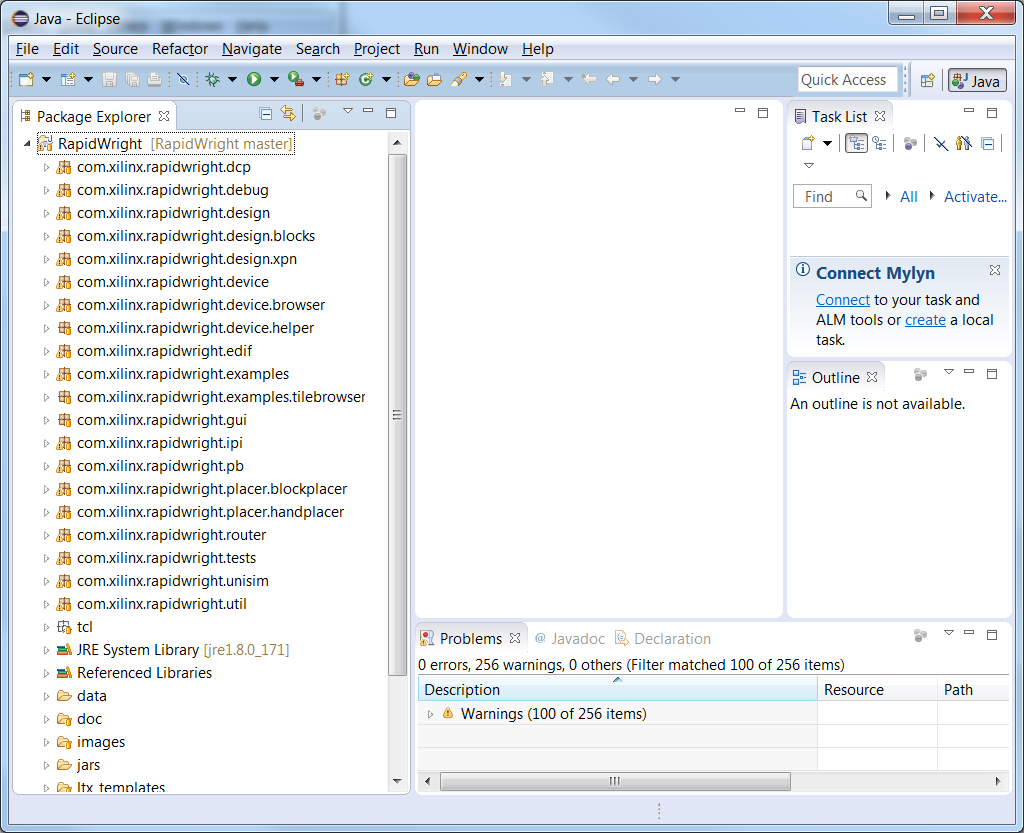 Java - Eclipse
File Edit Source Refactor Navigate Search Project Run Window Help
Quick Access
Java
Package Explorer
RapidWright [RapidWright master]
com.xilinx.rapidwright.dcp
com.xilinx.rapidwright.debug
com.xilinx.rapidwright.design
com.xilinx.rapidwright.design.blocks
com.xilinx.rapidwright.design.xpn
com.xilinx.rapidwright.device
com.xilinx.rapidwright.device.browser
com.xilinx.rapidwright.device.helper
com.xilinx.rapidwright.edif
com.xilinx.rapidwright.examples
com.xilinx.rapidwright.examples.tilebrowser
com.xilinx.rapidwright.gui
com.xilinx.rapidwright.ipi
com.xilinx.rapidwright.pb
com.xilinx.rapidwright.placer.blockplacer
com.xilinx.rapidwright.placer.handplacer
com.xilinx.rapidwright.router
com.xilinx.rapidwright.tests
com.xilinx.rapidwright.unisim
com.xilinx.rapidwright.util
tcl
JRE System Library [jre1.8.0_171]
Referenced Libraries
data
doc
images
jars
ltx_templates
Task List
Find All Activate...
Connect Mylyn
Connect to your task and
ALM tools or create a local
task.
Outline
An outline is not available.
Problems @ Javadoc Declaration
0 errors, 256 warnings, 0 others (Filter matched 100 of 256 items)
Description Resource Path
Warnings (100 of 256 items)